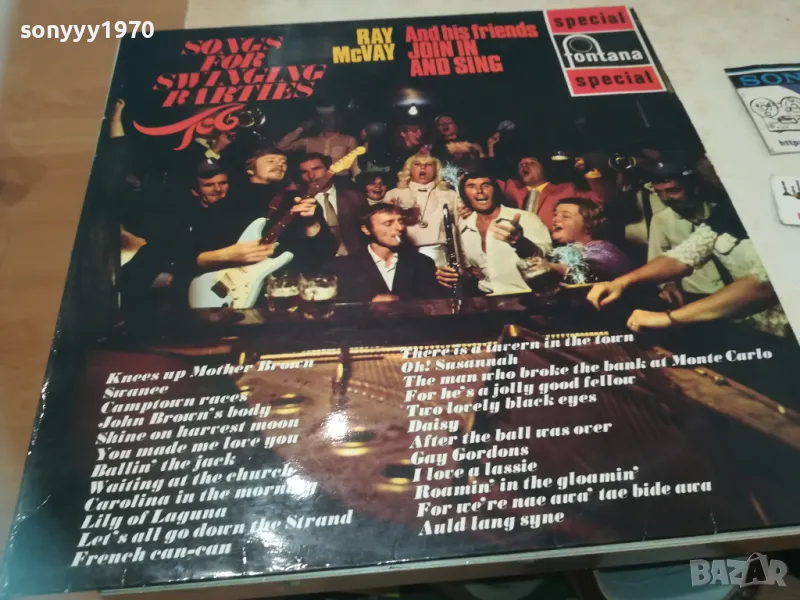 sonyyy1970
SONGS
FOR
SWINGING
PARTIES
Too
RAY
McVAY
And his friends
JOIN IN
AND SING
special
fontana
special
SON
http
Knees up Mother Brown
Swanee
Camptown races
John Brown's body
Shine on harvest moon
You made me love you
Ballin' the jack
Waiting at the church
Carolina in the morning
Lily of Laguna
Let's all go down the Strand
French can-can
There is a tavern in the town
Oh! Susannah
The man who broke the bank at Monte Carlo
For he's a jolly good fellow
Two lovely black eyes
Daisy
After the ball was over
Gay Gordons
I love a lassie
Roamin' in the gloamin'
For we're nae awa' tae bide awa
Auld lang syne
BAZAR